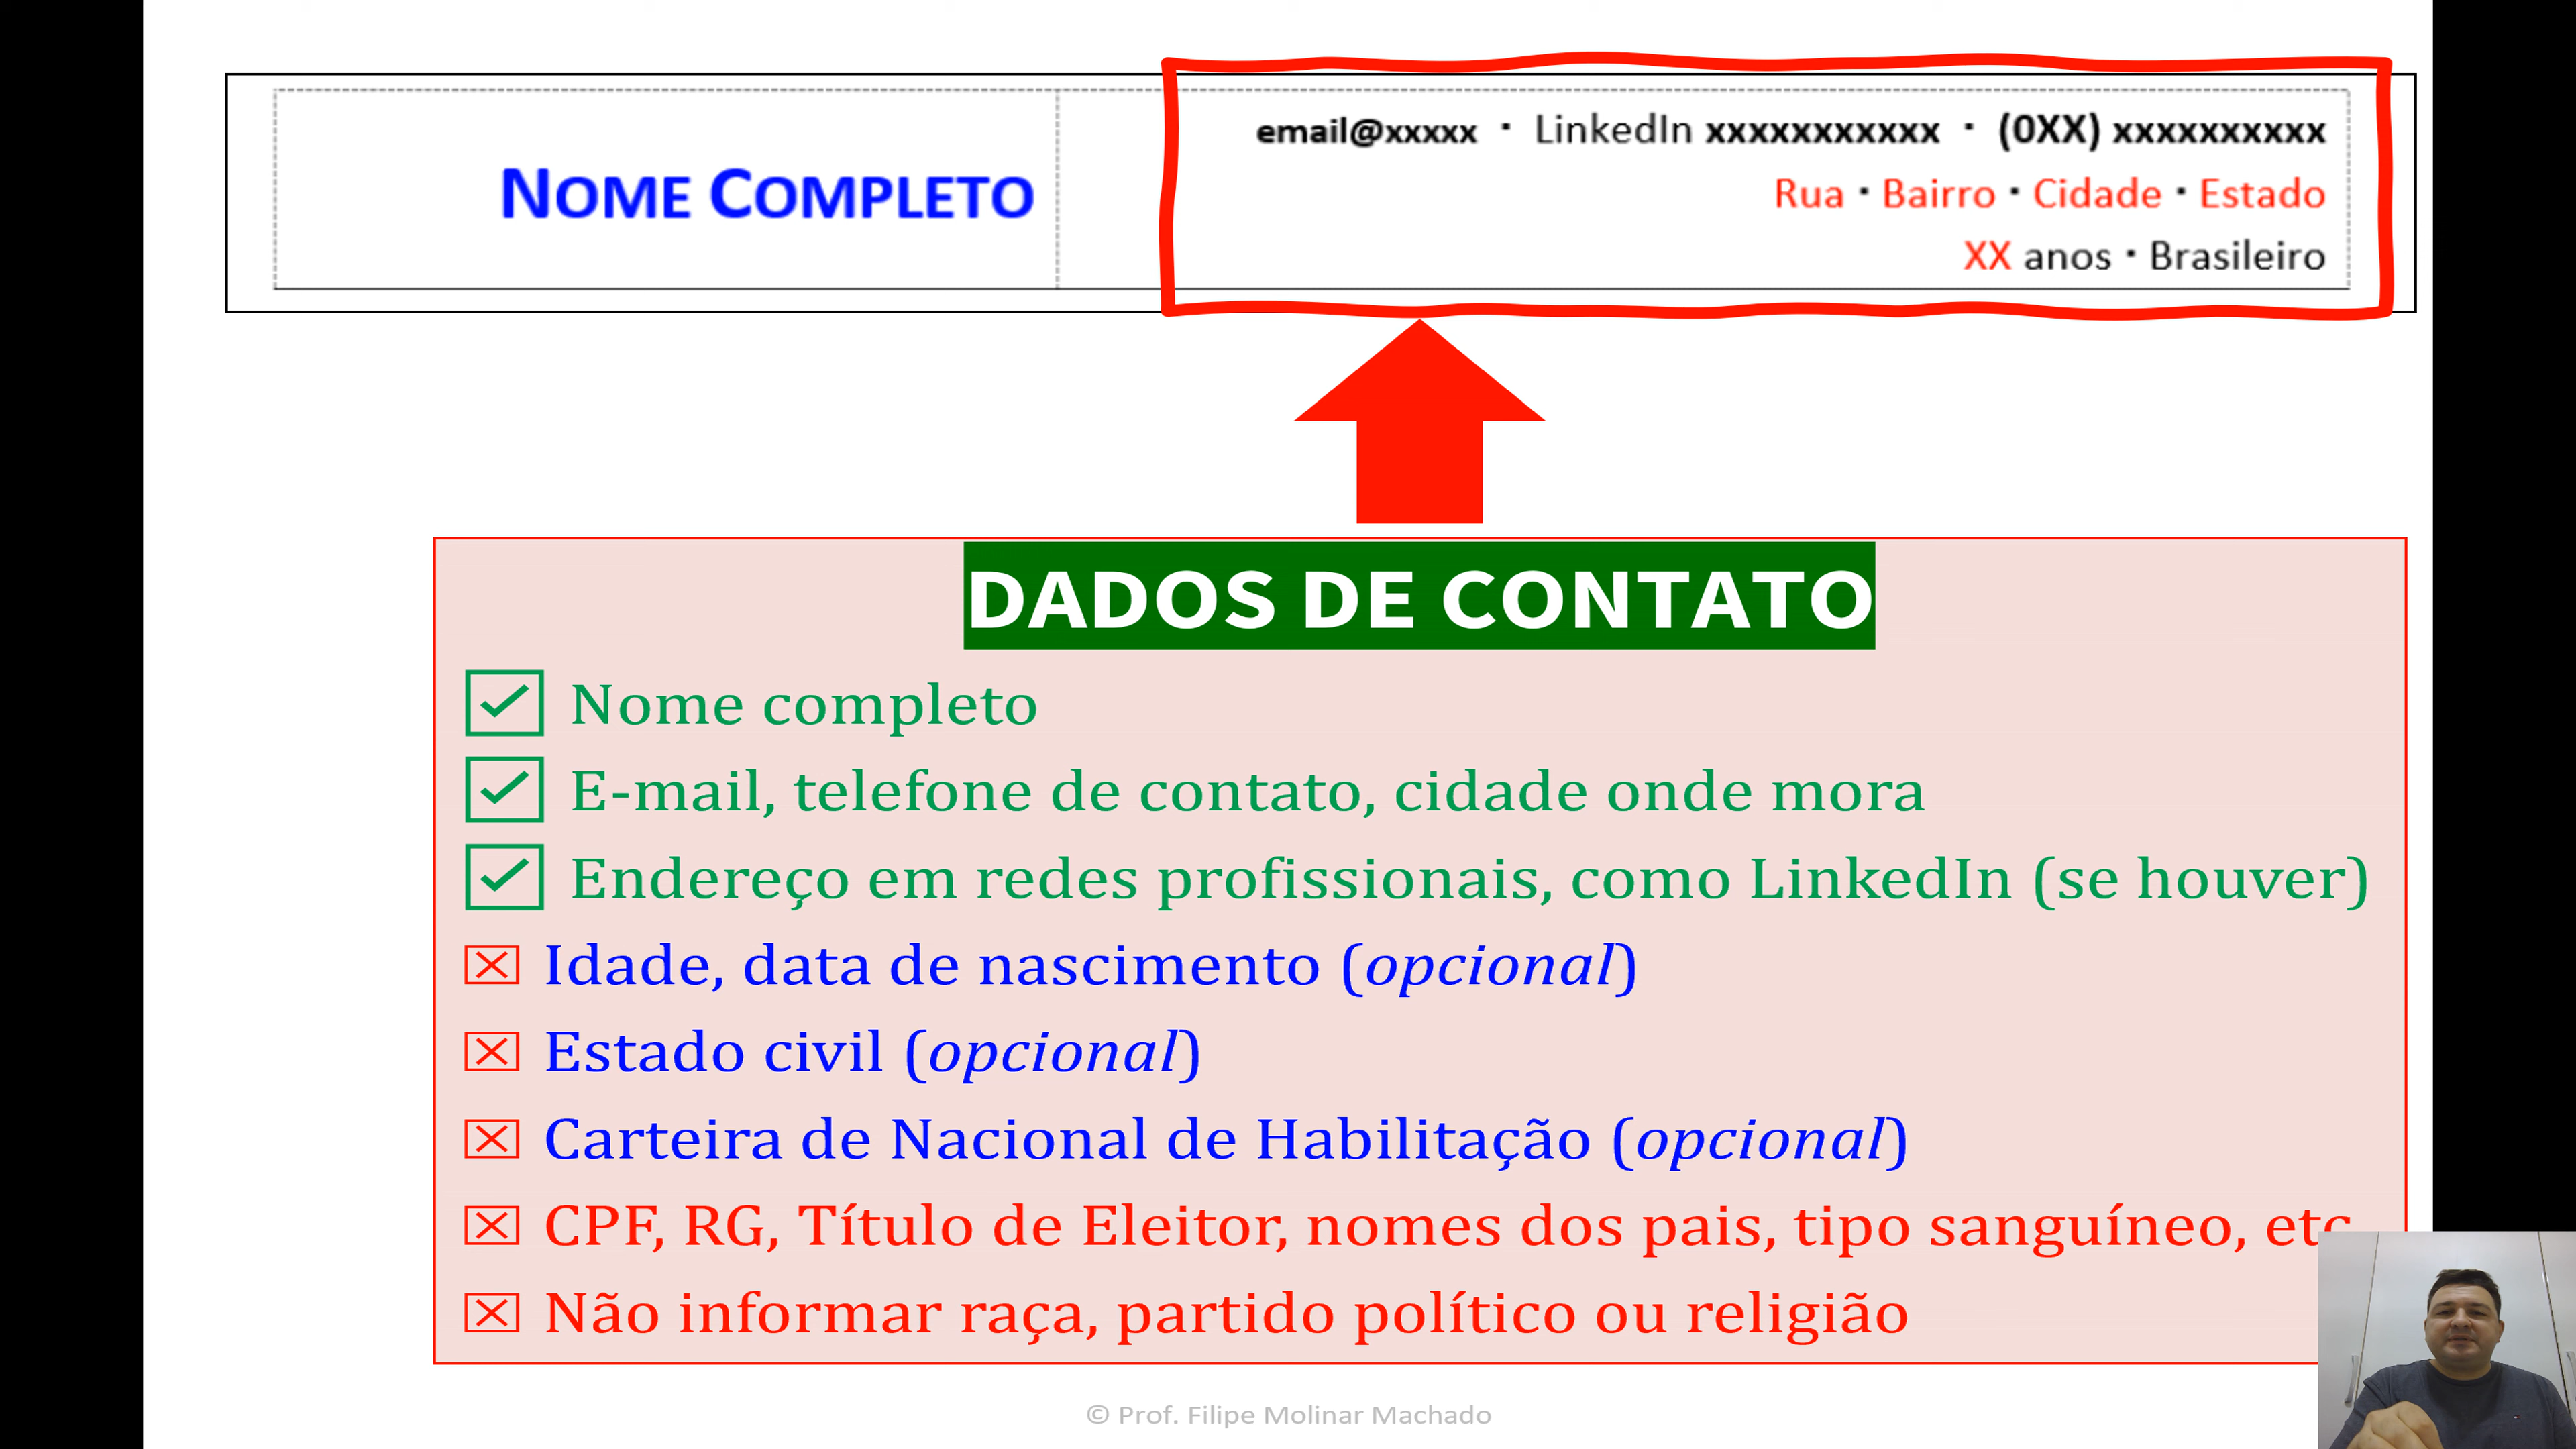 email@xxxxx · LinkedIn xxxxxxxxxxx · (0XX) xxxxxxxxxx
NOME COMPLETO
Rua · Bairro · Cidade · Estado
XX anos · Brasileiro
DADOS DE CONTATO
Nome completo
E-mail, telefone de contato, cidade onde mora
Endereço em redes profissionais, como LinkedIn (se houver)
Idade, data de nascimento (opcional)
Estado civil (opcional)
Carteira de Nacional de Habilitação (opcional)
CPF, RG, Título de Eleitor, nomes dos pais, tipo sanguíneo, etc
Não informar raça, partido político ou religião
© Prof. Filipe Molinar Machado